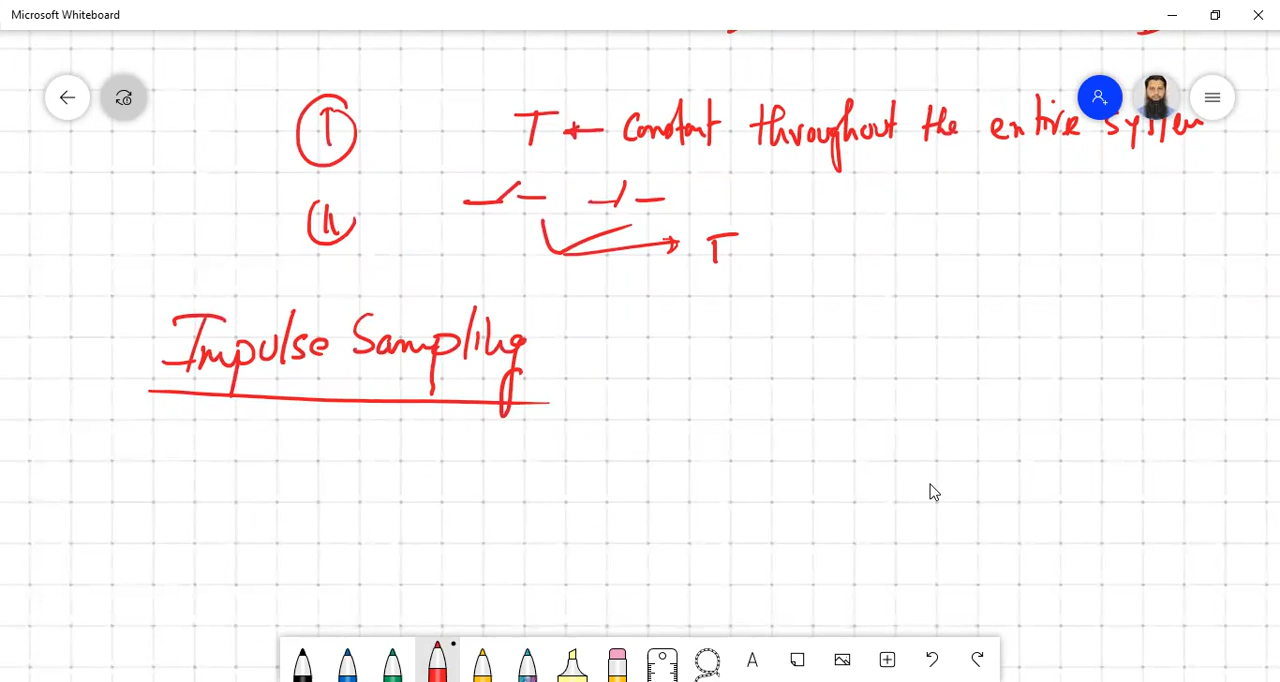 Microsoft Whiteboard
I T ← constant throughout the entire system
II
T
Impulse Sampling
A